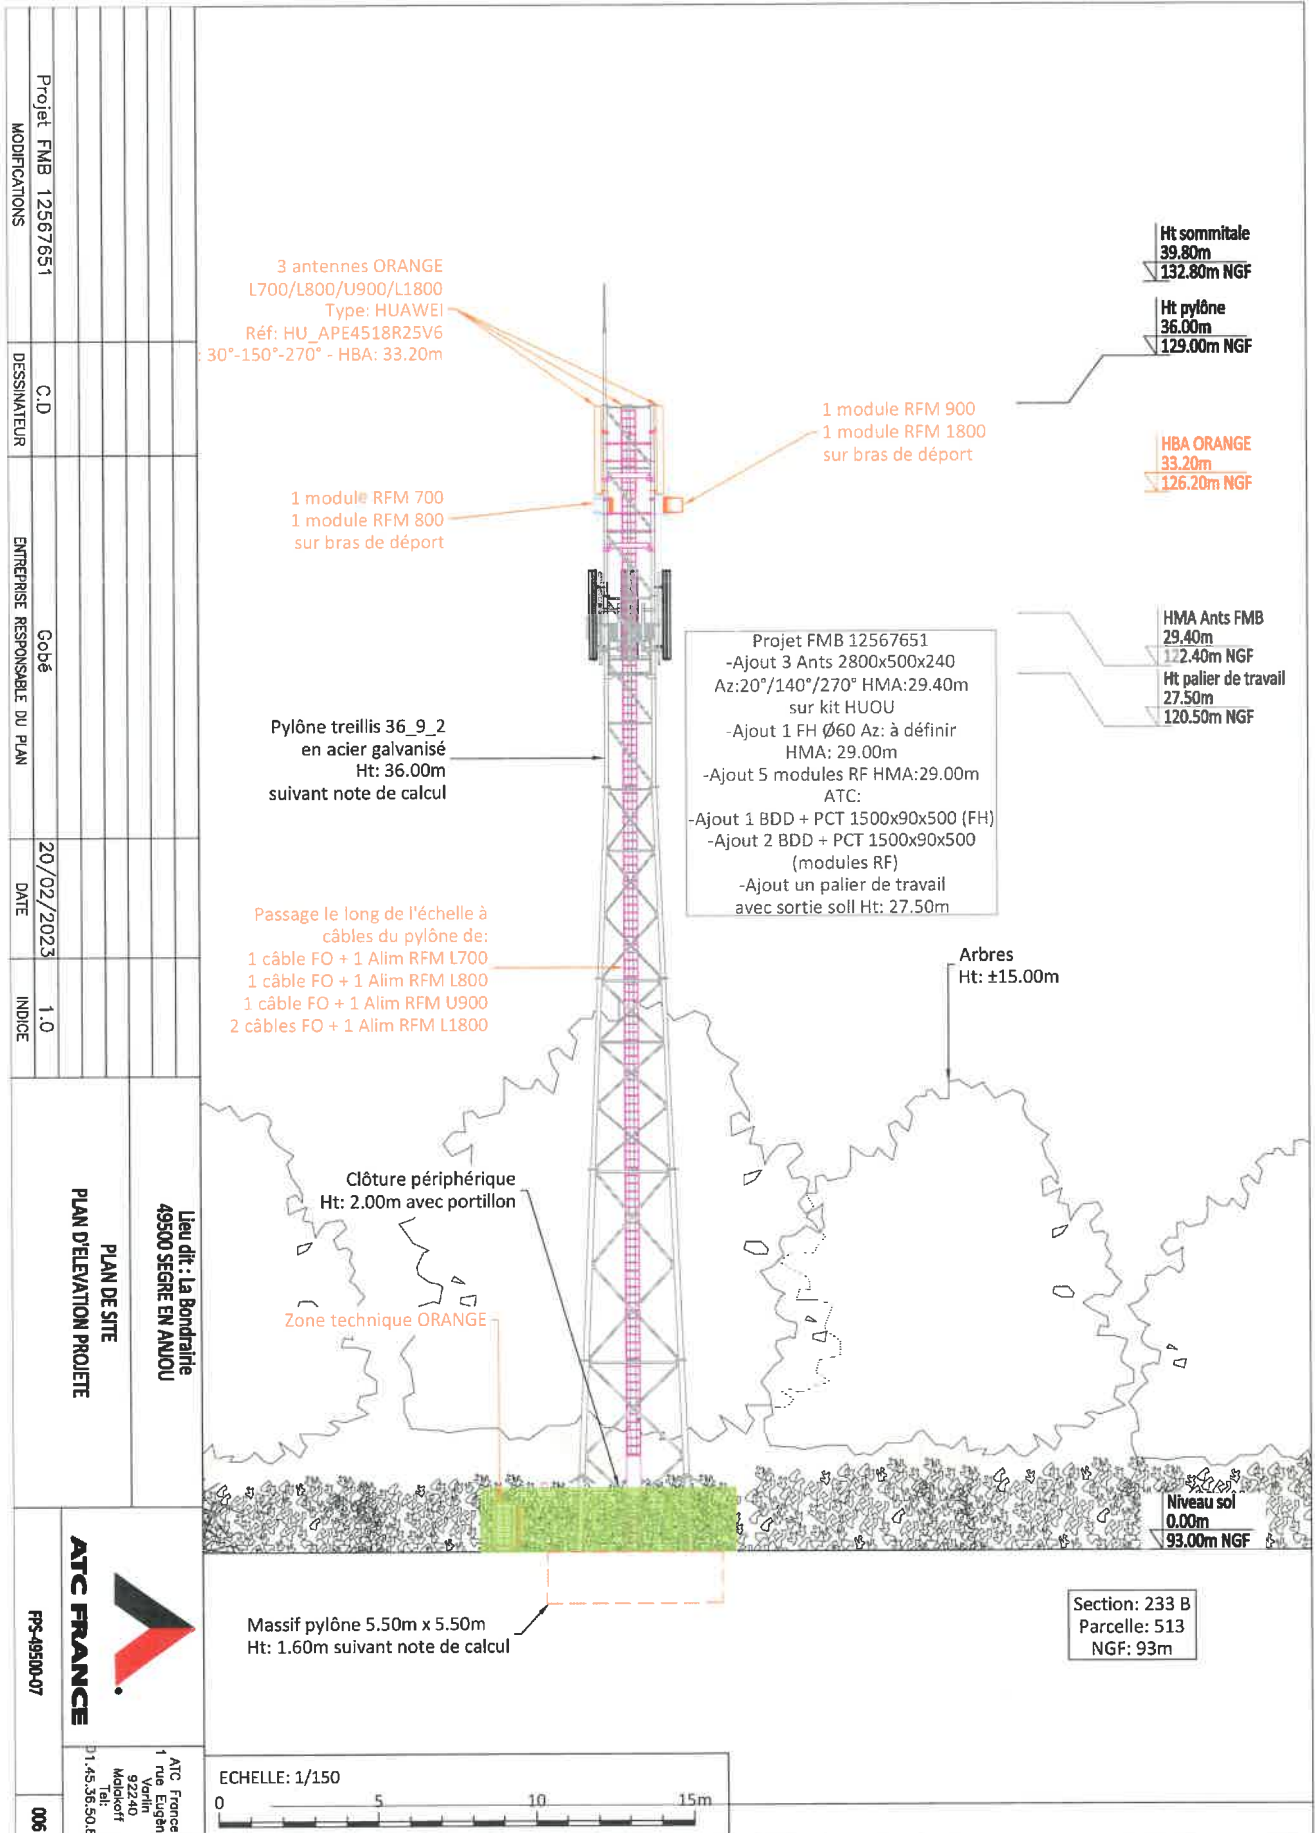 Ht sommitale
39.80m
132.80m NGF
Ht pylône
36.00m
129.00m NGF
HBA ORANGE
33.20m
126.20m NGF
HMA Ants FMB
29.40m
122.40m NGF
Ht palier de travail
27.50m
120.50m NGF
3 antennes ORANGE
L700/L800/U900/L1800
Type: HUAWEI
Réf: HU_APE4518R25V6
: 30°-150°-270° - HBA: 33.20m
1 module RFM 900
1 module RFM 1800
sur bras de déport
1 module RFM 700
1 module RFM 800
sur bras de déport
Projet FMB 12567651
-Ajout 3 Ants 2800x500x240
Az:20°/140°/270° HMA:29.40m
sur kit HUOU
-Ajout 1 FH Ø60 Az: à définir
HMA: 29.00m
-Ajout 5 modules RF HMA:29.00m
ATC:
-Ajout 1 BDD + PCT 1500x90x500 (FH)
-Ajout 2 BDD + PCT 1500x90x500
(modules RF)
-Ajout un palier de travail
avec sortie soll Ht: 27.50m
Pylône treillis 36_9_2
en acier galvanisé
Ht: 36.00m
suivant note de calcul
Passage le long de l'échelle à
câbles du pylône de:
1 câble FO + 1 Alim RFM L700
1 câble FO + 1 Alim RFM L800
1 câble FO + 1 Alim RFM U900
2 câbles FO + 1 Alim RFM L1800
Arbres
Ht: ±15.00m
Clôture périphérique
Ht: 2.00m avec portillon
Zone technique ORANGE
Niveau sol
0.00m
93.00m NGF
Massif pylône 5.50m x 5.50m
Ht: 1.60m suivant note de calcul
Section: 233 B
Parcelle: 513
NGF: 93m
ECHELLE: 1/150
0 5 10 15m
Projet FMB 12567651
MODIFICATIONS
C.D
DESSINATEUR
Gobé
ENTREPRISE RESPONSABLE DU PLAN
20/02/2023
DATE
1.0
INDICE
Lieu dit : La Bondrairie
49500 SEGRE EN ANJOU
PLAN DE SITE
PLAN D'ELEVATION PROJETE
ATC FRANCE
ATC France
1 rue Eugèn
Varlin
92240
Malakoff
Tel:
01.45.36.50.
FPS-49500-07
006